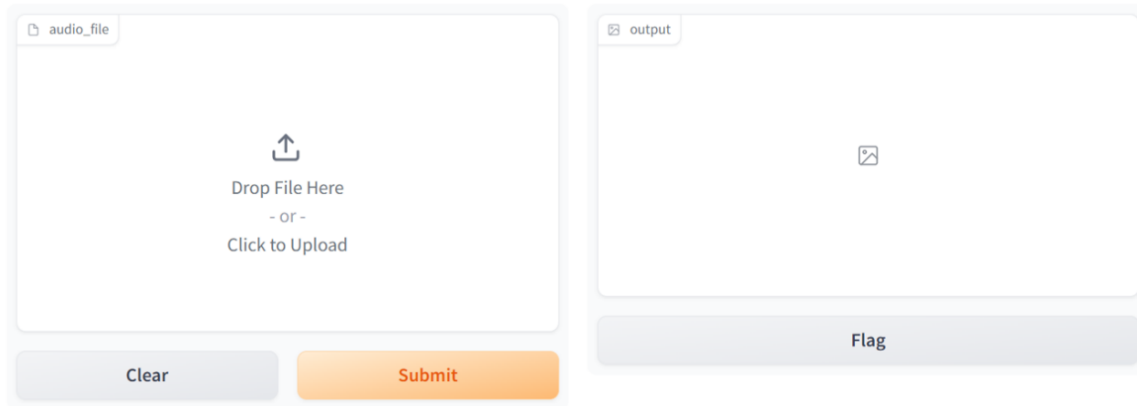 audio_file
Drop File Here
- or -
Click to Upload
Clear
Submit
output
Flag